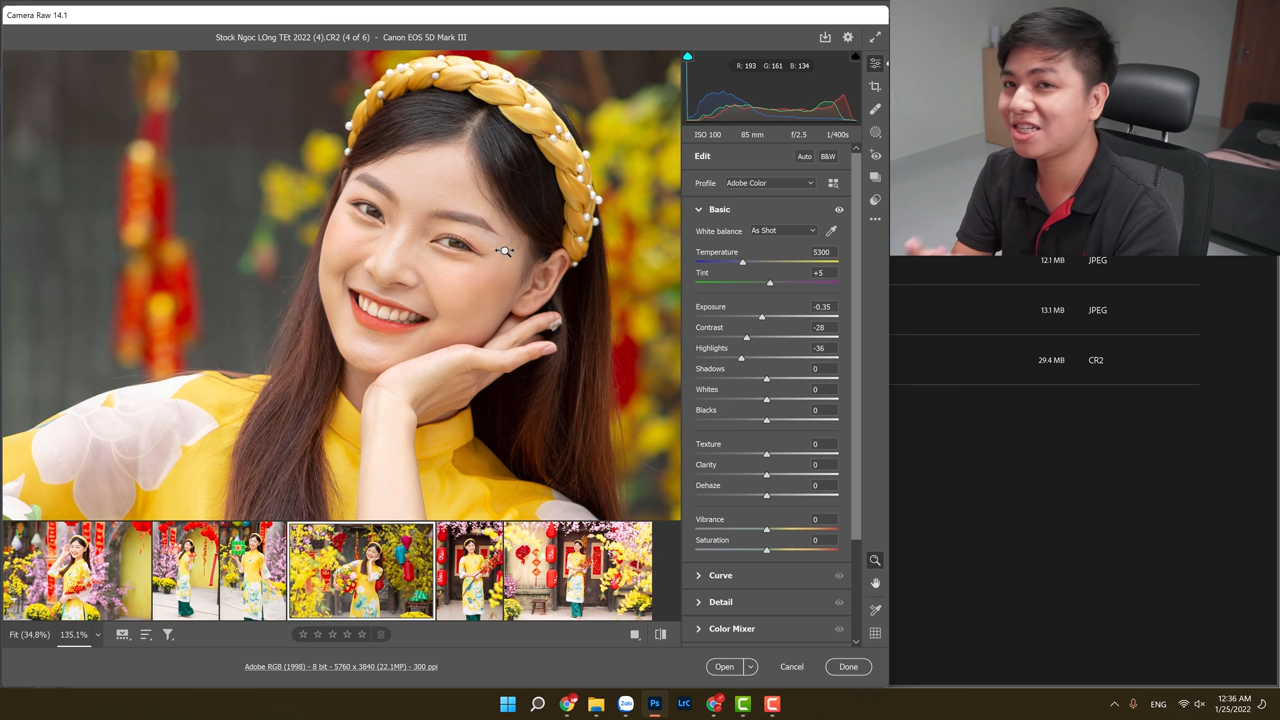 Camera Raw 14.1
Stock Ngoc LOng TEt 2022 (4).CR2 (4 of 6) - Canon EOS 5D Mark III
R: 193 G: 161 B: 134
ISO 100 85 mm f/2.5 1/400s
Edit Auto B&W
Profile Adobe Color
Basic
White balance As Shot
Temperature 5300
Tint +5
Exposure -0.35
Contrast -28
Highlights -36
Shadows 0
Whites 0
Blacks 0
Texture 0
Clarity 0
Dehaze 0
Vibrance 0
Saturation 0
Curve
Detail
Color Mixer
Fit (34.8%) 135.1%
Adobe RGB (1998) - 8 bit - 5760 x 3840 (22.1MP) - 300 ppi
Open Cancel Done
12.1 MB JPEG
13.1 MB JPEG
29.4 MB CR2
Zalo Ps LrC
ENG
12:36 AM
1/25/2022